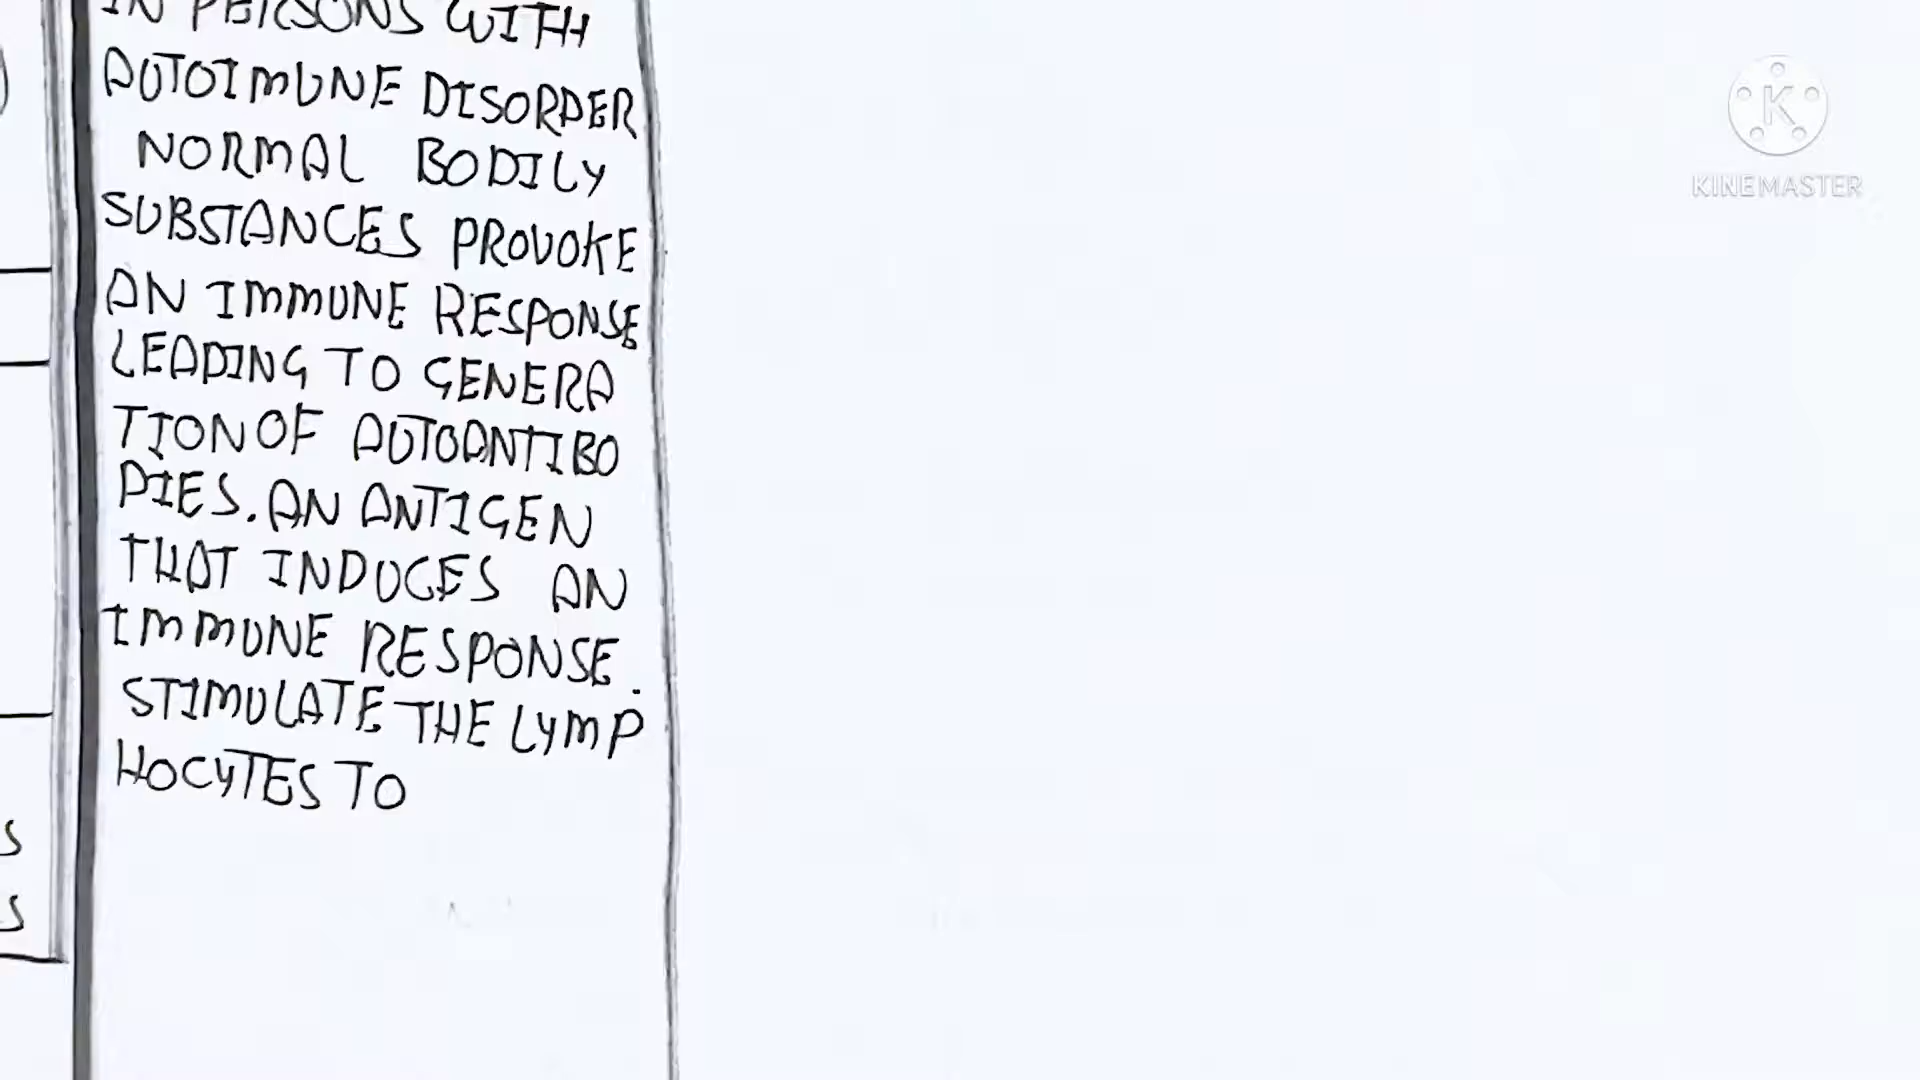 IN PERSONS WITH
AUTOIMUNE DISORDER
NORMAL BODILY
SUBSTANCES PROVOKE
AN IMMUNE RESPONSE
LEADING TO GENERA
TION OF AUTOANTIBO
DIES. AN ANTIGEN
THAT INDUCES AN
IMMUNE RESPONSE.
STIMULATE THE LYMP
HOCYTES TO
S
S
K
KINEMASTER